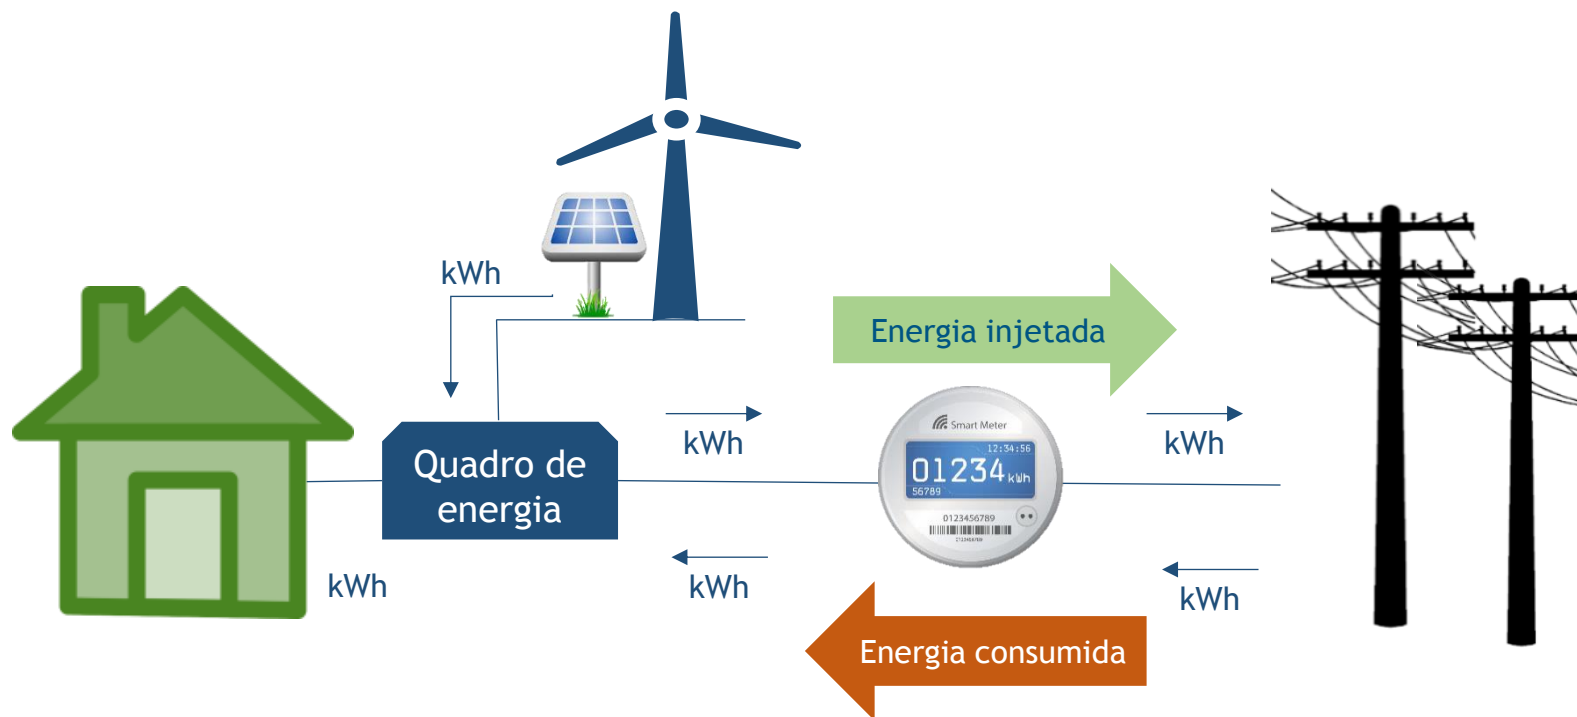 kWh
Energia injetada
kWh
kWh
Smart Meter
12:34:56
01234 kWh
56789
0123456789
0123456789
Quadro de
energia
kWh
kWh
kWh
Energia consumida